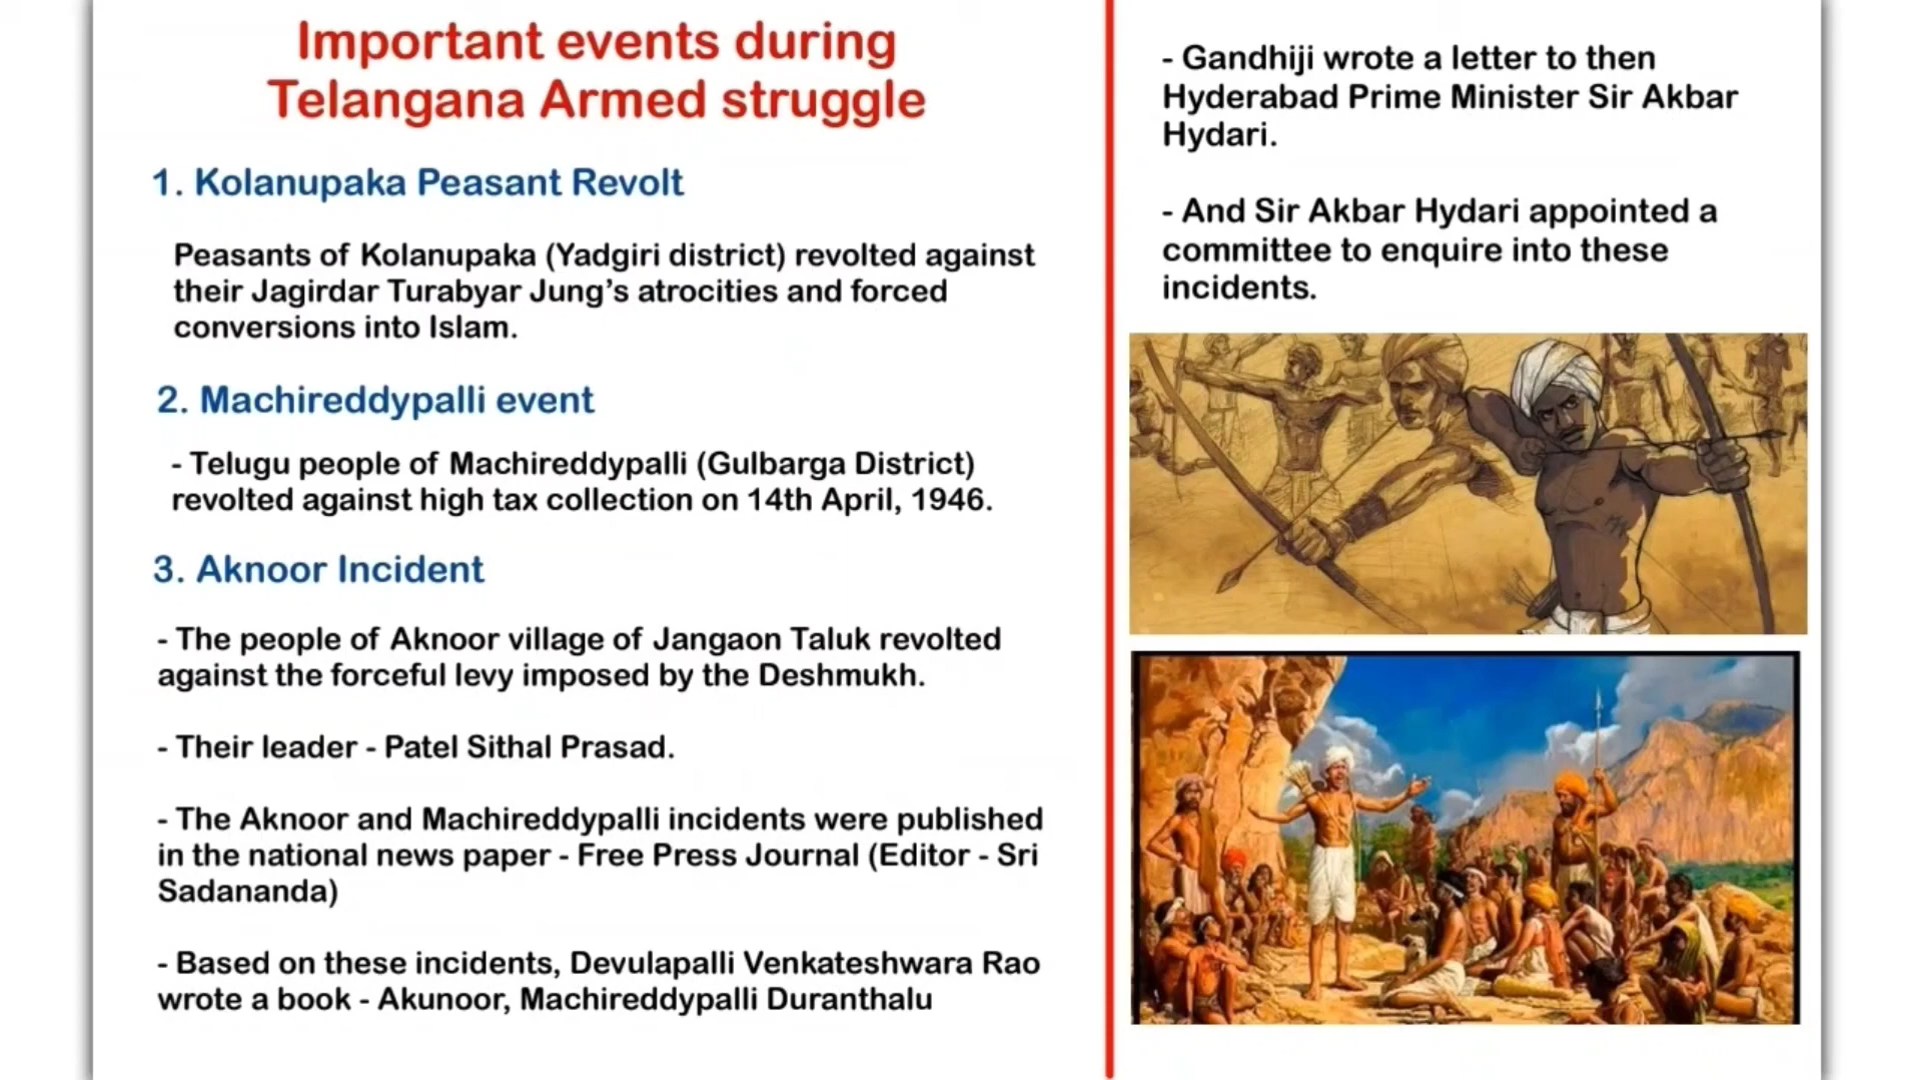 Important events during
Telangana Armed struggle
1. Kolanupaka Peasant Revolt
Peasants of Kolanupaka (Yadgiri district) revolted against
their Jagirdar Turabyar Jung’s atrocities and forced
conversions into Islam.
2. Machireddypalli event
- Telugu people of Machireddypalli (Gulbarga District)
revolted against high tax collection on 14th April, 1946.
3. Aknoor Incident
- The people of Aknoor village of Jangaon Taluk revolted
against the forceful levy imposed by the Deshmukh.
- Their leader - Patel Sithal Prasad.
- The Aknoor and Machireddypalli incidents were published
in the national news paper - Free Press Journal (Editor - Sri
Sadananda)
- Based on these incidents, Devulapalli Venkateshwara Rao
wrote a book - Akunoor, Machireddypalli Duranthalu
- Gandhiji wrote a letter to then
Hyderabad Prime Minister Sir Akbar
Hydari.
- And Sir Akbar Hydari appointed a
committee to enquire into these
incidents.